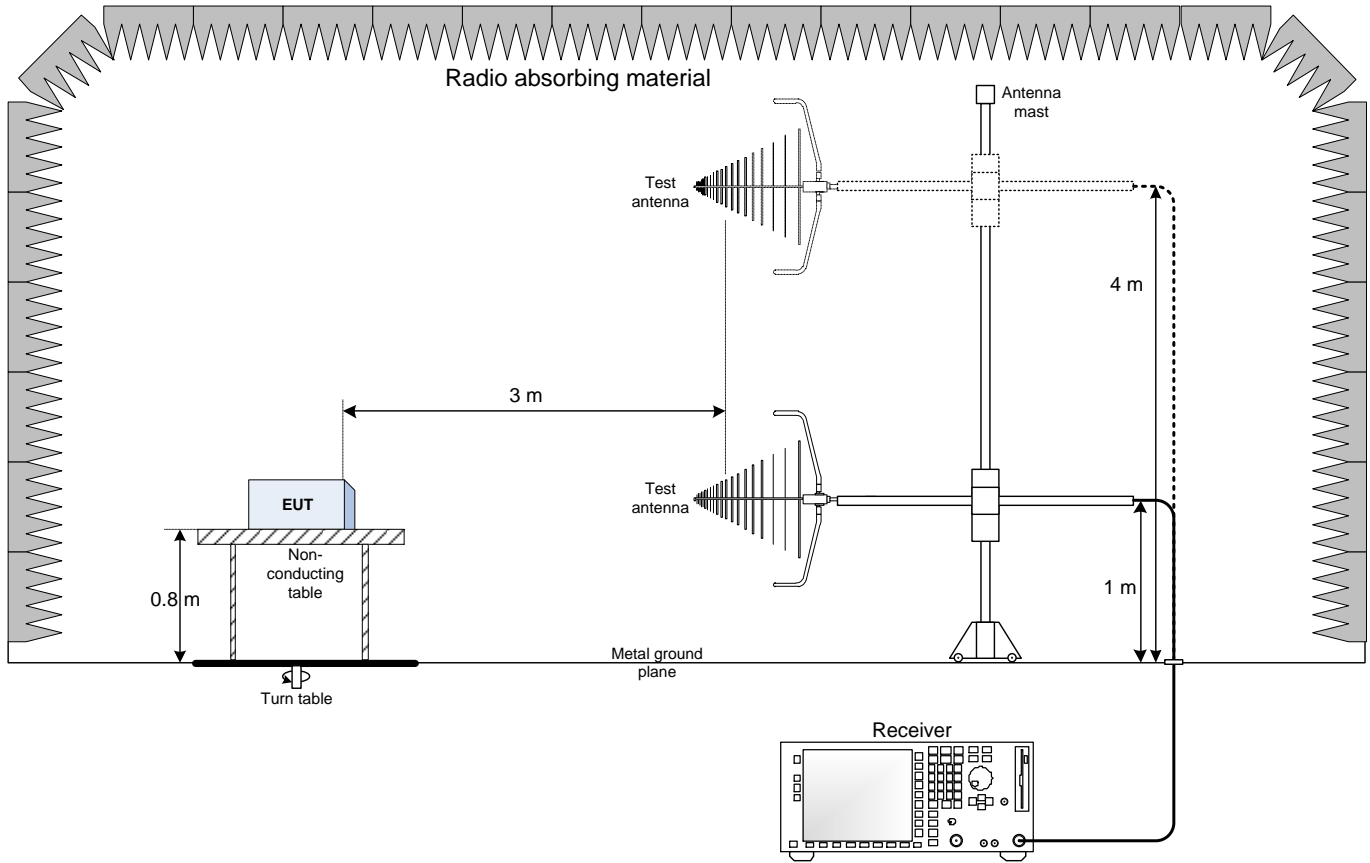 Radio absorbing material
Antenna
mast
Test
antenna
4 m
3 m
Test
antenna
EUT
Non-
conducting
table
0.8 m
1 m
Metal ground
plane
Turn table
Receiver